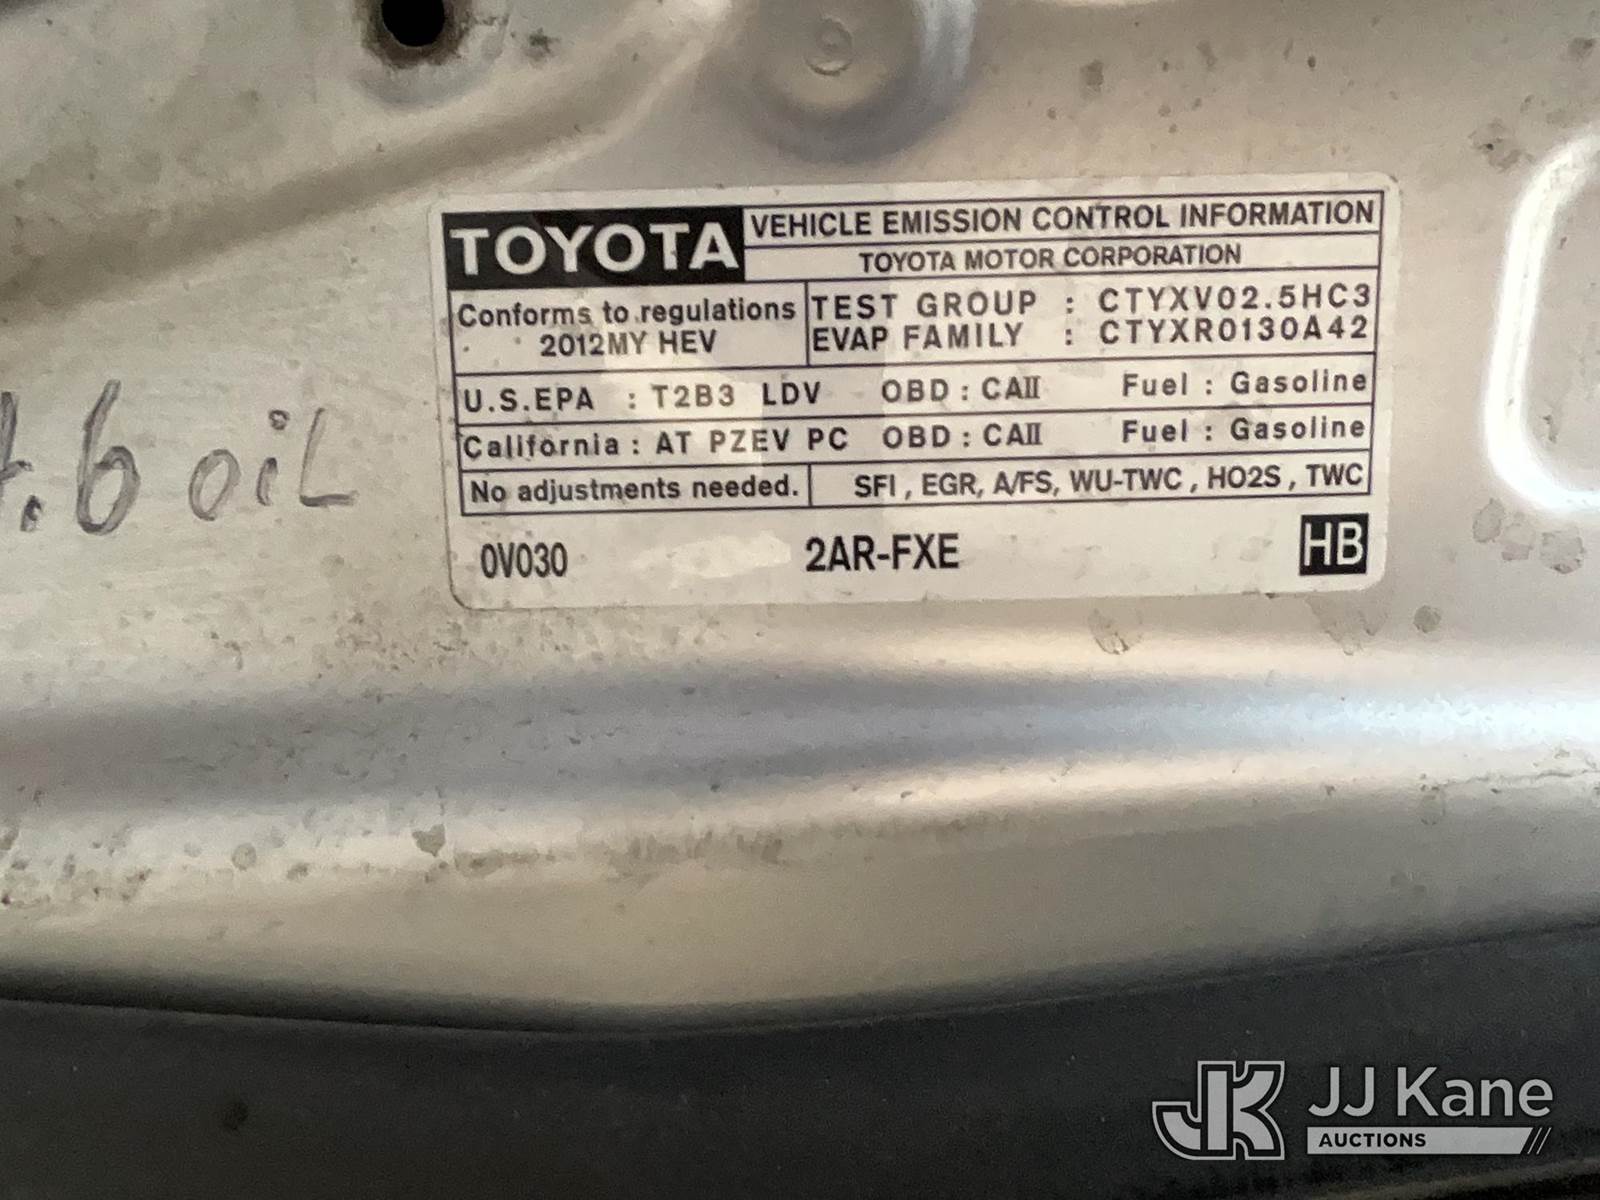 TOYOTA
VEHICLE EMISSION CONTROL INFORMATION
TOYOTA MOTOR CORPORATION
Conforms to regulations
2012MY HEV
TEST GROUP : CTYXV02.5HC3
EVAP FAMILY : CTYXR0130A42
U.S.EPA : T2B3 LDV OBD : CAII Fuel : Gasoline
California : AT PZEV PC OBD : CAII Fuel : Gasoline
No adjustments needed. SFI , EGR, A/FS, WU-TWC , HO2S , TWC
0V030 2AR-FXE HB
.6 oiL
JK JJ Kane
AUCTIONS